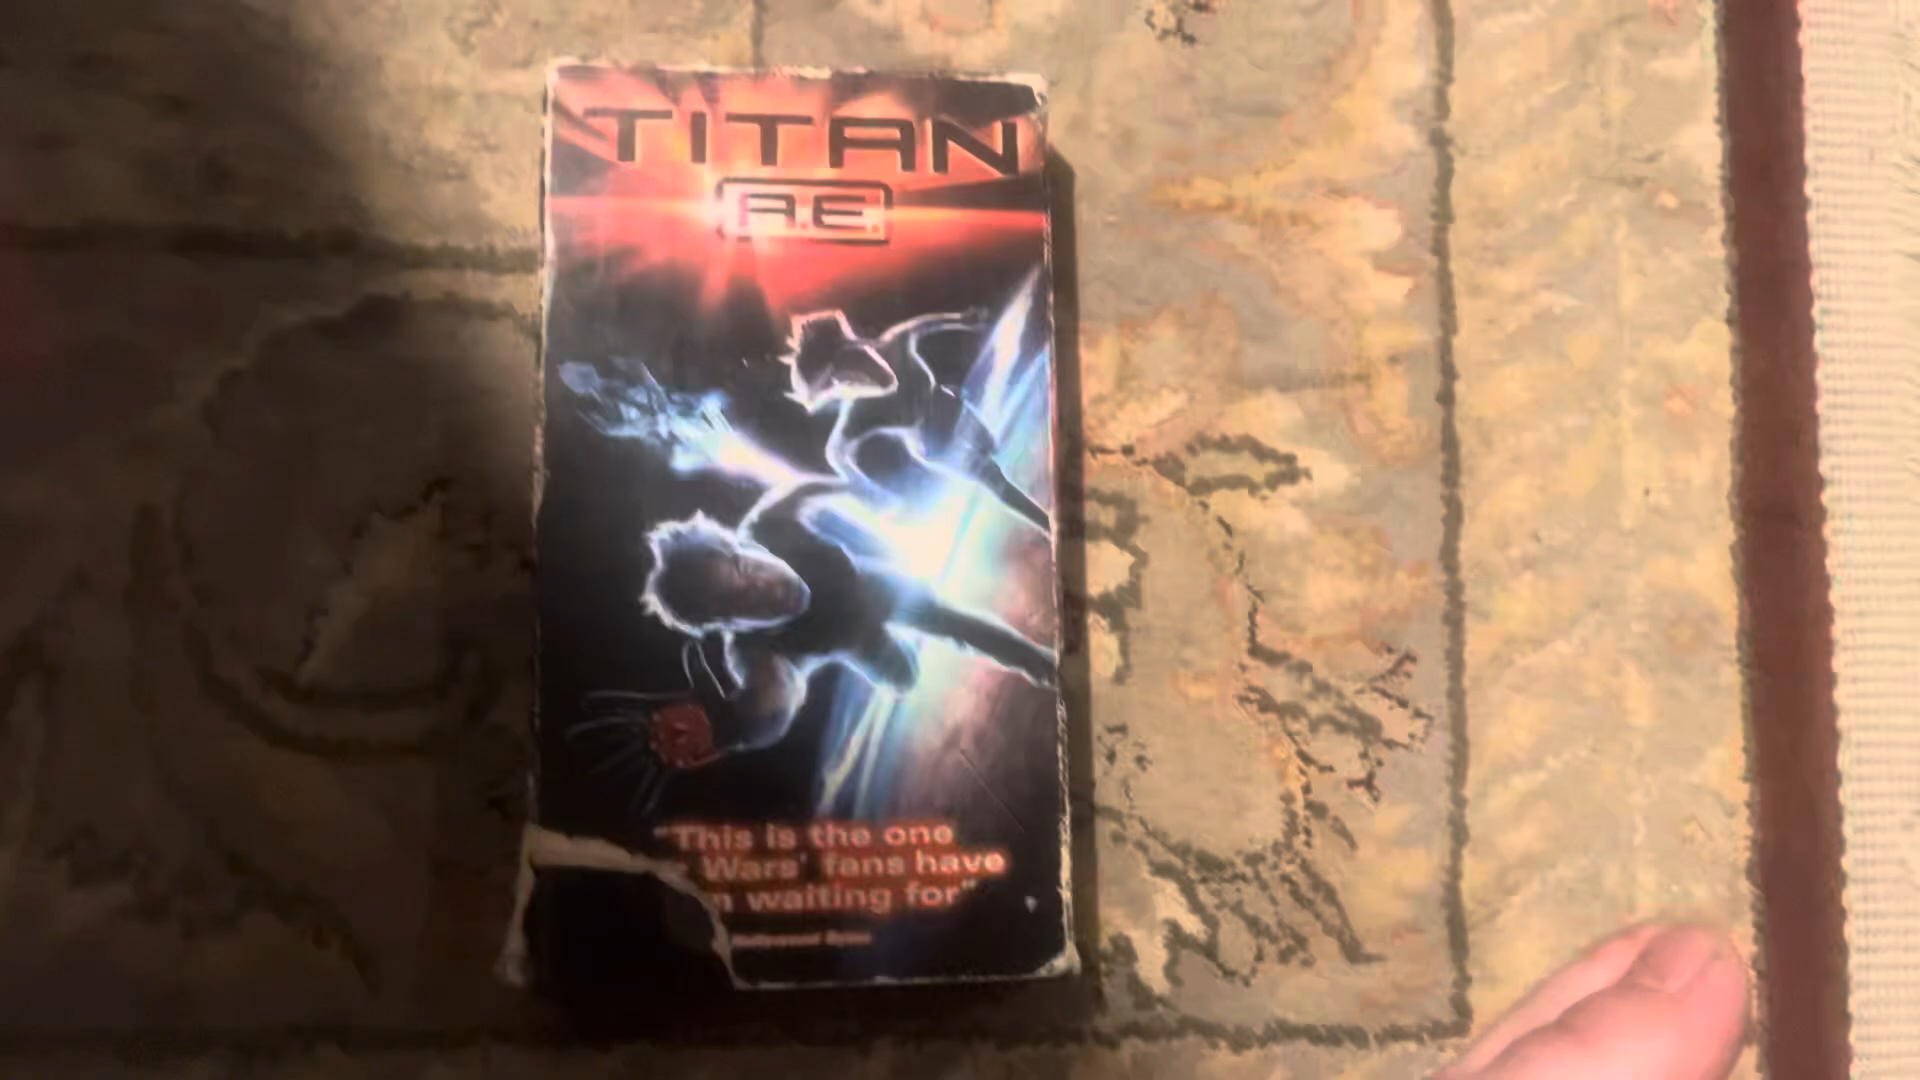 TITAN
A.E.
"This is the one
Wars' fans have
waiting for"